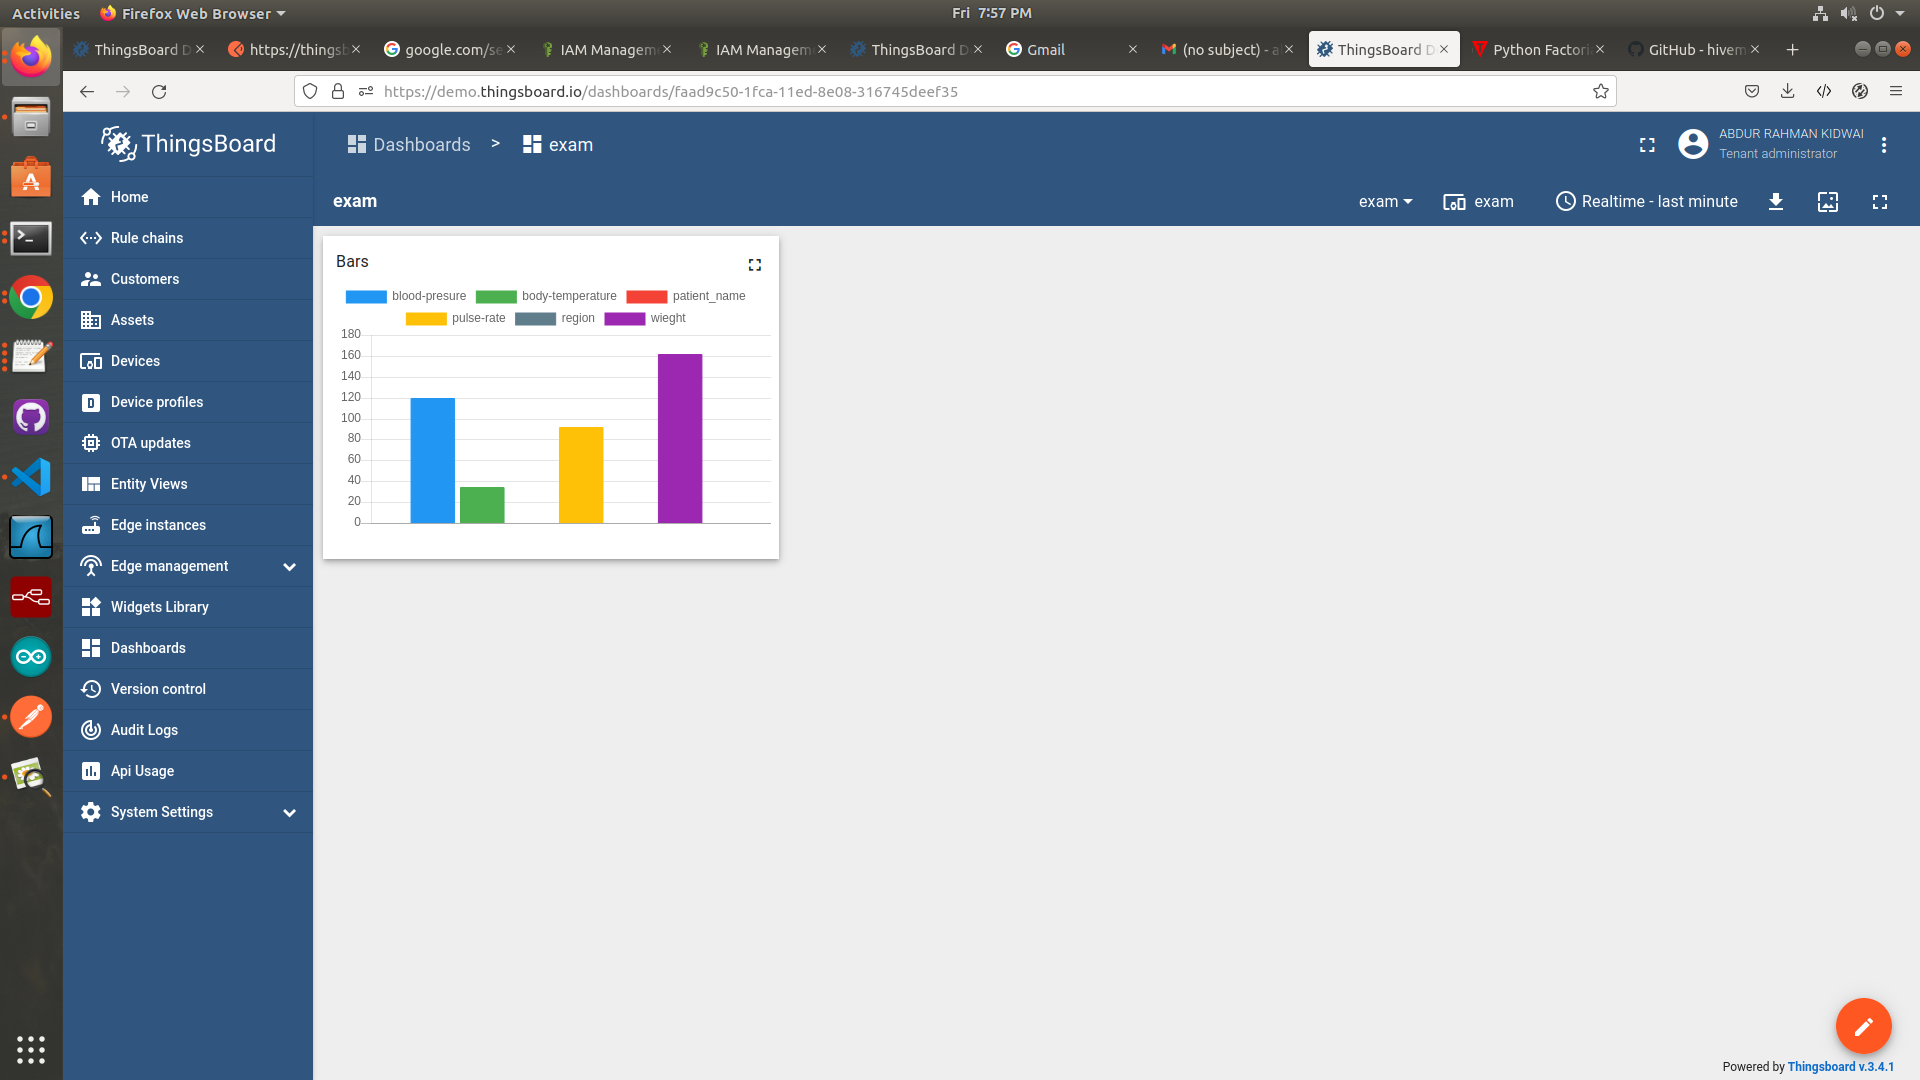 Activities
Firefox Web Browser
Fri 7:57 PM
ThingsBoard D
https://thingsb
google.com/se
IAM Managem
IAM Managem
ThingsBoard D
Gmail
(no subject) - a
ThingsBoard D
Python Factoria
GitHub - hivem
https://demo.thingsboard.io/dashboards/faad9c50-1fca-11ed-8e08-316745deef35
ThingsBoard
Dashboards > exam
ABDUR RAHMAN KIDWAI
Tenant administrator
exam
exam
exam
Realtime - last minute
Home
Rule chains
Customers
Assets
Devices
Device profiles
OTA updates
Entity Views
Edge instances
Edge management
Widgets Library
Dashboards
Version control
Audit Logs
Api Usage
System Settings
Bars
blood-presure body-temperature patient_name
pulse-rate region wieght
180
160
140
120
100
80
60
40
20
0
Powered by Thingsboard v.3.4.1